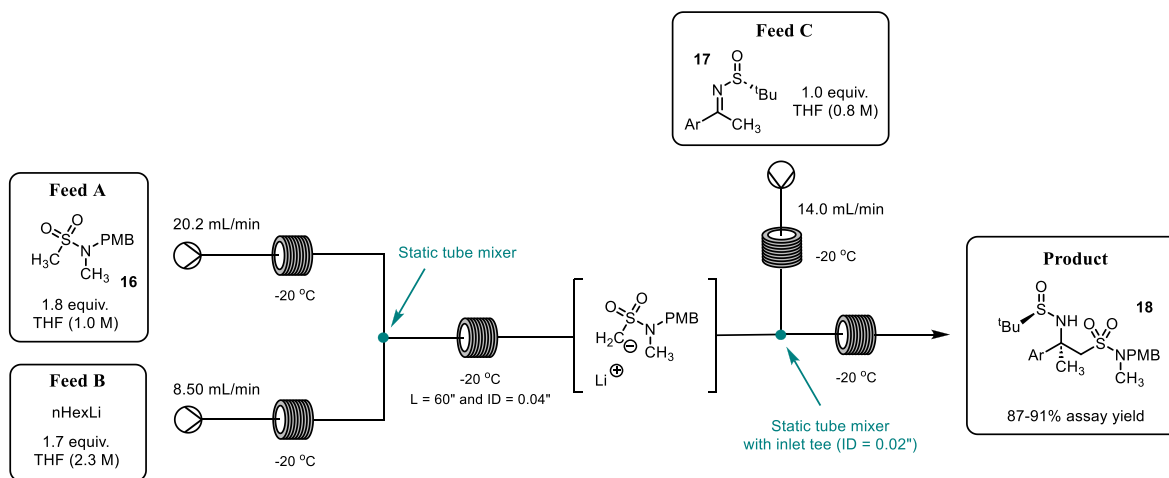 Feed A
O
O
S
PMB
N
H3C
CH3
16
1.8 equiv.
THF (1.0 M)
20.2 mL/min
-20 °C
Feed B
nHexLi
1.7 equiv.
THF (2.3 M)
8.50 mL/min
-20 °C
Static tube mixer
-20 °C
L = 60" and ID = 0.04"
O
O
S
PMB
N
H2C
CH3
Li
Feed C
17
O
S
N
tBu
Ar
CH3
1.0 equiv.
THF (0.8 M)
14.0 mL/min
-20 °C
-20 °C
Static tube mixer
with inlet tee (ID = 0.02")
Product
18
O
S
tBu
NH
O
O
S
Ar
CH3
NPMB
H3C
87-91% assay yield